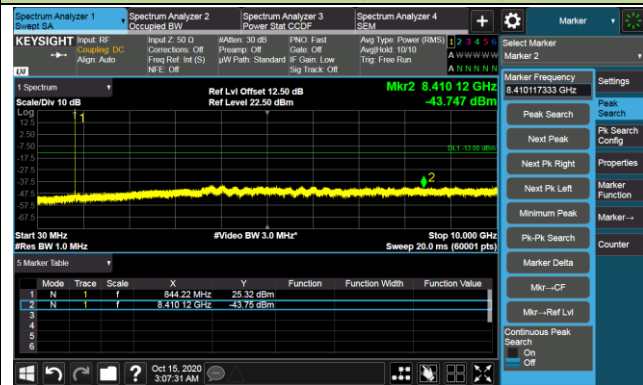 Spectrum Analyzer 1
Swept SA
Spectrum Analyzer 2
Occupied BW
Spectrum Analyzer 3
Power Stat CCDF
Spectrum Analyzer 4
SEM
+
Marker
KEYSIGHT
Input: RF
Coupling: DC
Align: Auto
Input Z: 50 Ω
Corrections: Off
Freq Ref: Int (S)
NFE: Off
#Atten: 30 dB
Preamp: Off
µW Path: Standard
PNO: Fast
Gate: Off
IF Gain: Low
Sig Track: Off
Avg Type: Power (RMS)
Avg|Hold: 10/10
Trig: Free Run
1 2 3 4 5 6
A W W W W W
A N N N N N
LXI
Select Marker
Marker 2
1 Spectrum
Scale/Div 10 dB
Ref Lvl Offset 12.50 dB
Ref Level 22.50 dBm
Mkr2 8.410 12 GHz
-43.747 dBm
Log
12.5
2.50
-7.50
-17.5
-27.5
-37.5
-47.5
-57.5
-67.5
1
DL1 -13.00 dBm
2
Start 30 MHz
#Res BW 1.0 MHz
#Video BW 3.0 MHz*
Stop 10.000 GHz
Sweep 20.0 ms (60001 pts)
5 Marker Table
Mode Trace Scale X Y Function Function Width Function Value
1 N 1 f 844.22 MHz 25.32 dBm
2 N 1 f 8.410 12 GHz -43.75 dBm
3
4
5
6
Marker Frequency
8.410117333 GHz
Peak Search
Next Peak
Next Pk Right
Next Pk Left
Minimum Peak
Pk-Pk Search
Marker Delta
Mkr→CF
Mkr→Ref Lvl
Continuous Peak
Search
On
Off
Settings
Peak
Search
Pk Search
Config
Properties
Marker
Function
Marker→
Counter
?
Oct 15, 2020
3:07:31 AM